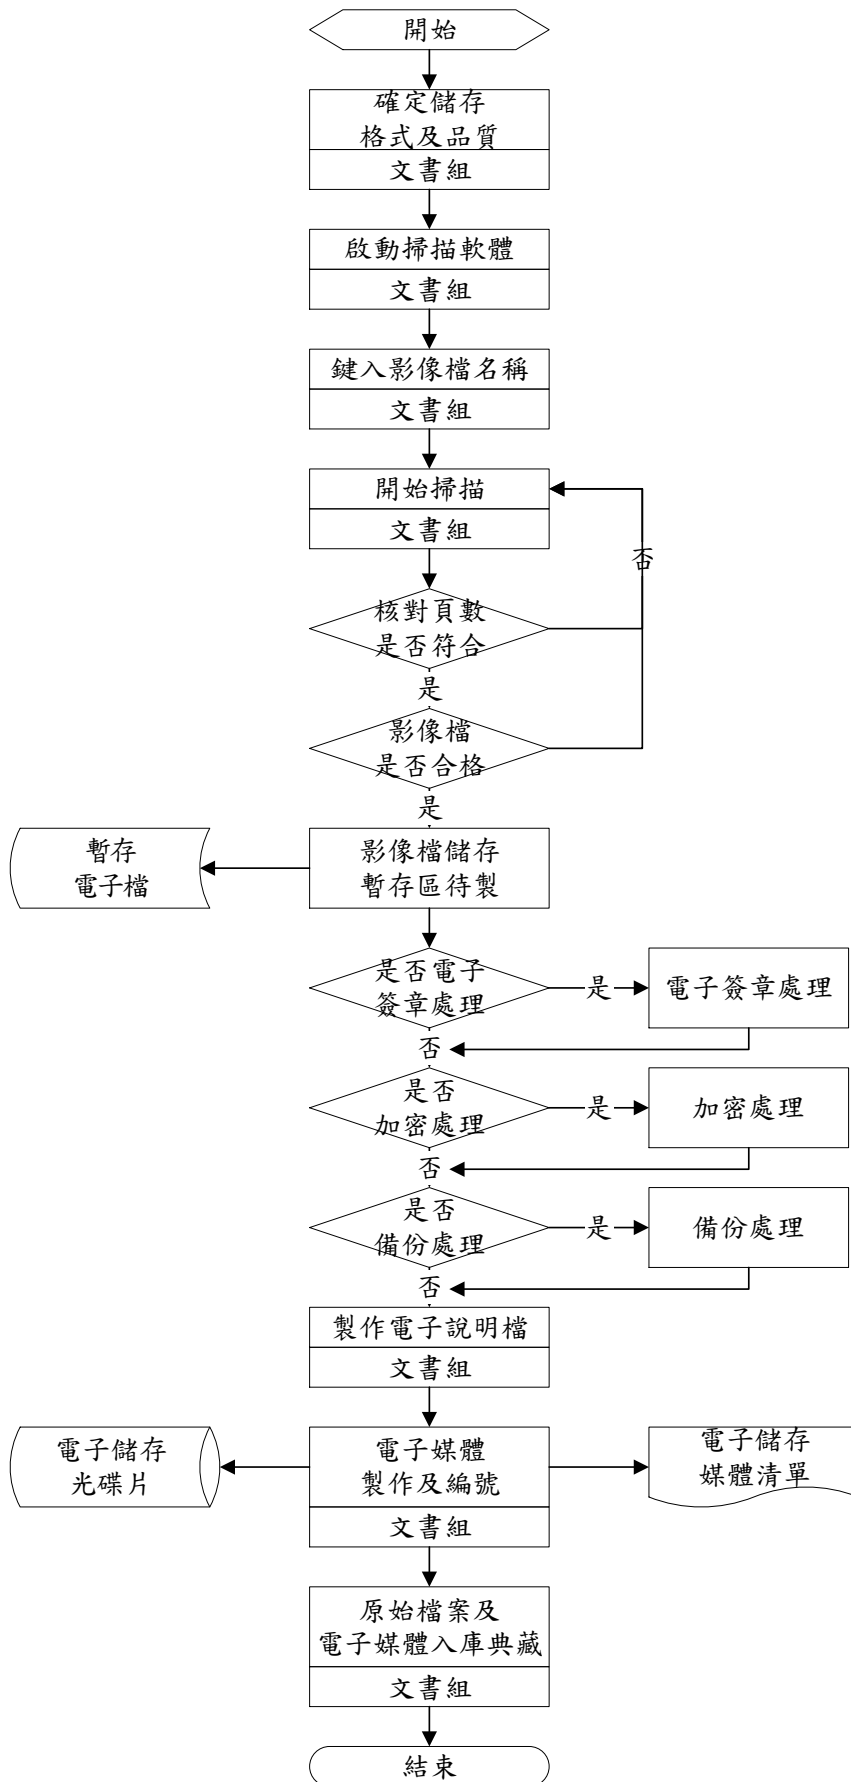 開始
確定儲存
格式及品質
文書組
啟動掃描軟體
文書組
鍵入影像檔名稱
文書組
開始掃描
文書組
否
核對頁數
是否符合
是
影像檔
是否合格
是
暫存
電子檔
影像檔儲存
暫存區待製
是否電子
簽章處理
是
電子簽章處理
否
是否
加密處理
是
加密處理
否
是否
備份處理
是
備份處理
否
製作電子說明檔
文書組
電子儲存
光碟片
電子媒體
製作及編號
文書組
電子儲存
媒體清單
原始檔案及
電子媒體入庫典藏
文書組
結束